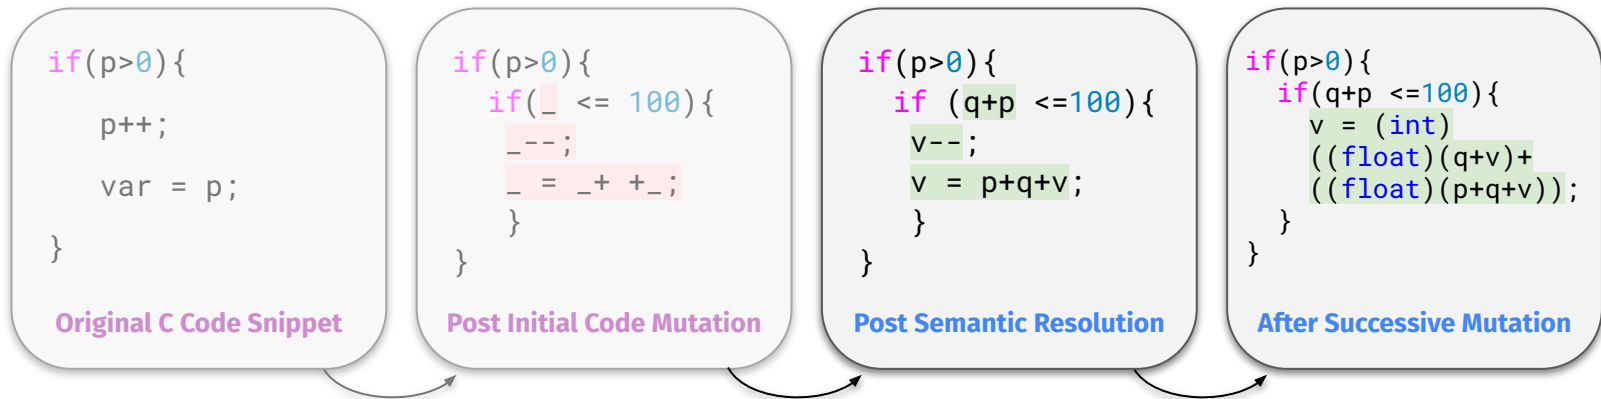 if(p>0){
p++;
var = p;
}
Original C Code Snippet
if(p>0){
if(_ <= 100){
_--;
_ = _+ +_;
}
}
Post Initial Code Mutation
if(p>0){
if (q+p <=100){
v--;
v = p+q+v;
}
}
Post Semantic Resolution
if(p>0){
if(q+p <=100){
v = (int)
((float)(q+v)+
((float)(p+q+v));
}
}
After Successive Mutation